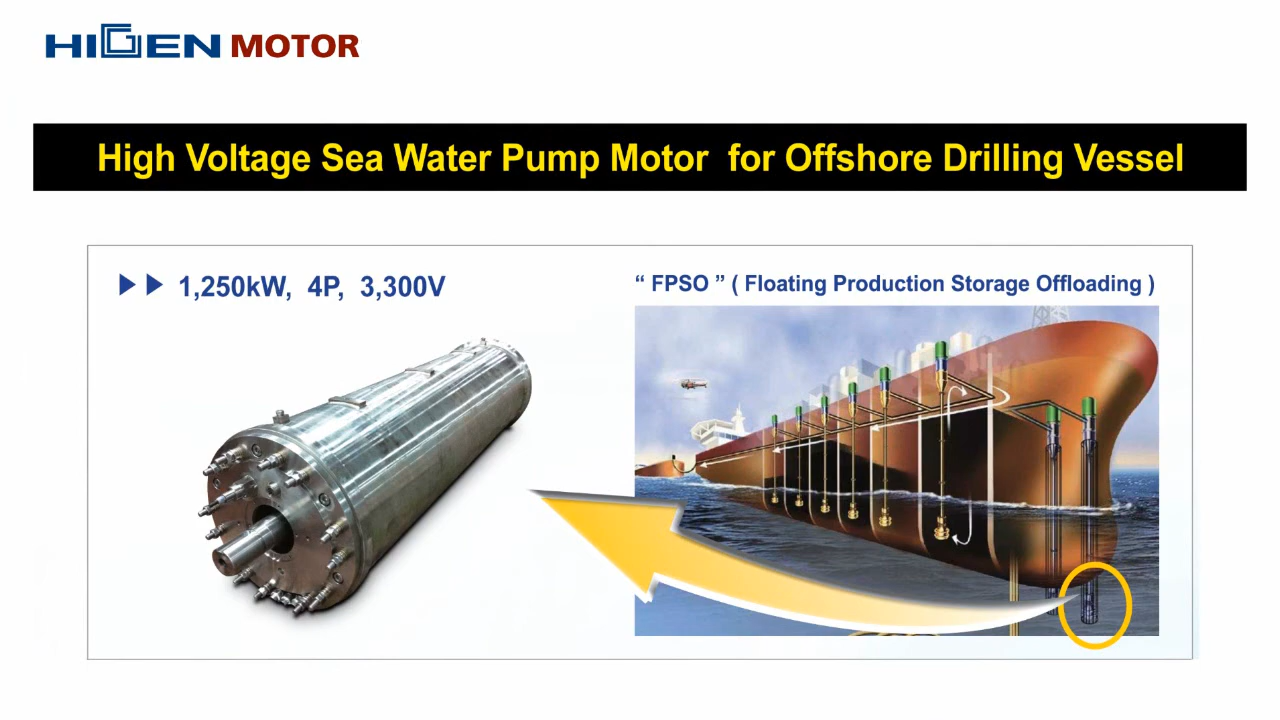 HIGEN MOTOR
High Voltage Sea Water Pump Motor for Offshore Drilling Vessel
1,250kW, 4P, 3,300V
“ FPSO ” ( Floating Production Storage Offloading )